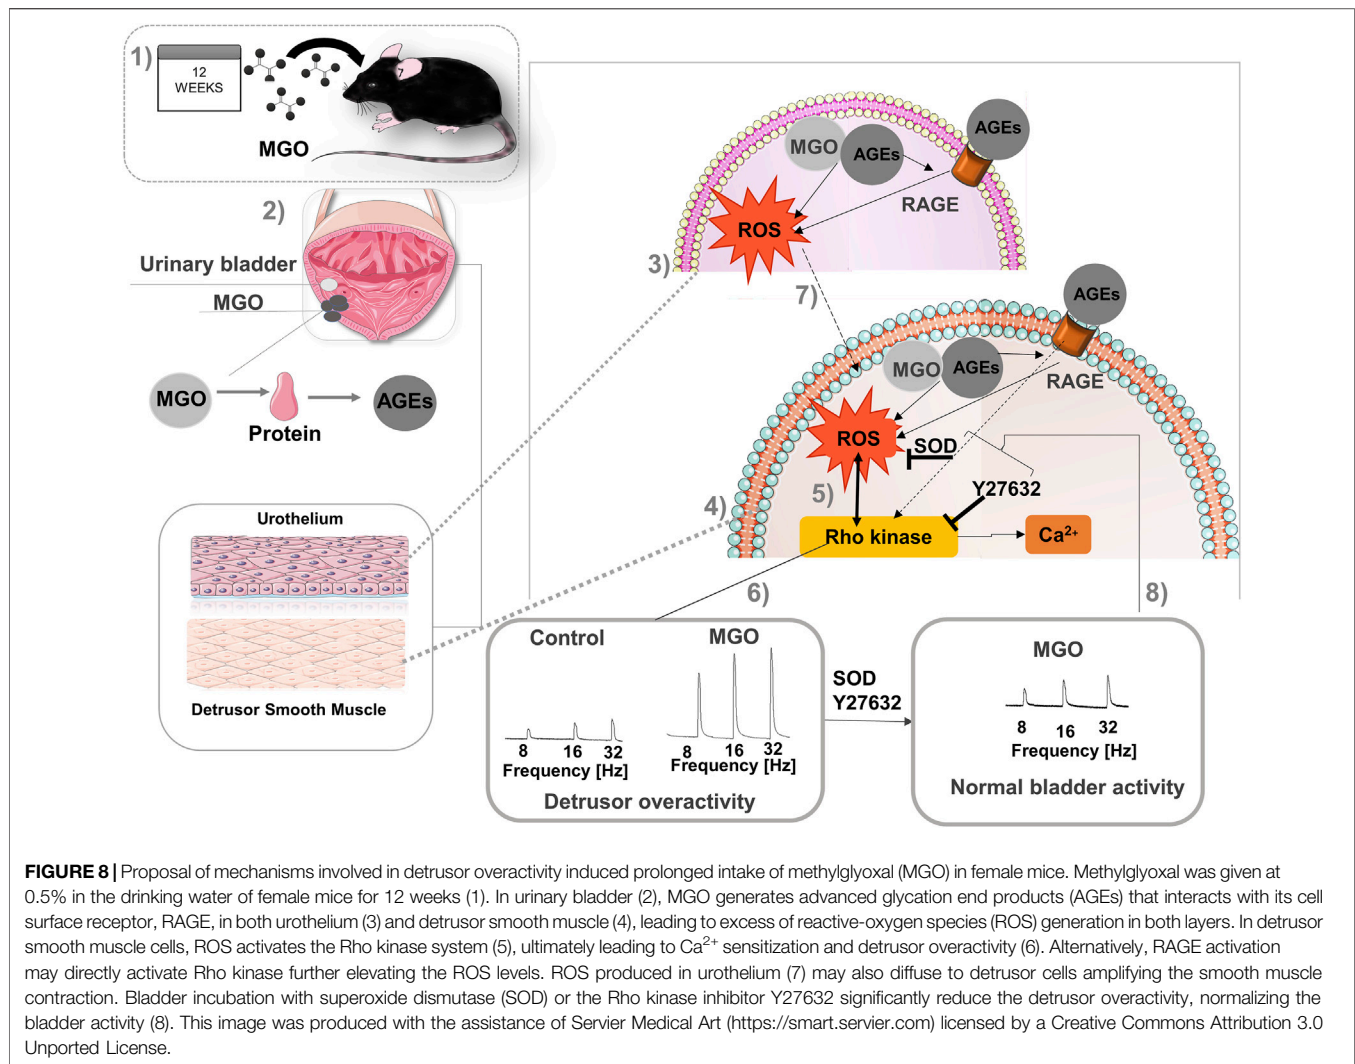 1)
12
WEEKS
MGO
2)
Urinary bladder
MGO
MGO
Protein
AGEs
Urothelium
Detrusor Smooth Muscle
3)
MGO
AGEs
AGEs
RAGE
ROS
7)
4)
MGO
AGEs
AGEs
RAGE
ROS
SOD
5)
Y27632
Rho kinase
Ca²⁺
6)
8)
Control
MGO
8 16 32
Frequency [Hz]
8 16 32
Frequency [Hz]
Detrusor overactivity
SOD
Y27632
MGO
8 16 32
Frequency [Hz]
Normal bladder activity
FIGURE 8 | Proposal of mechanisms involved in detrusor overactivity induced prolonged intake of methylglyoxal (MGO) in female mice. Methylglyoxal was given at
0.5% in the drinking water of female mice for 12 weeks (1). In urinary bladder (2), MGO generates advanced glycation end products (AGEs) that interacts with its cell
surface receptor, RAGE, in both urothelium (3) and detrusor smooth muscle (4), leading to excess of reactive-oxygen species (ROS) generation in both layers. In detrusor
smooth muscle cells, ROS activates the Rho kinase system (5), ultimately leading to Ca²⁺ sensitization and detrusor overactivity (6). Alternatively, RAGE activation
may directly activate Rho kinase further elevating the ROS levels. ROS produced in urothelium (7) may also diffuse to detrusor cells amplifying the smooth muscle
contraction. Bladder incubation with superoxide dismutase (SOD) or the Rho kinase inhibitor Y27632 significantly reduce the detrusor overactivity, normalizing the
bladder activity (8). This image was produced with the assistance of Servier Medical Art (https://smart.servier.com) licensed by a Creative Commons Attribution 3.0
Unported License.